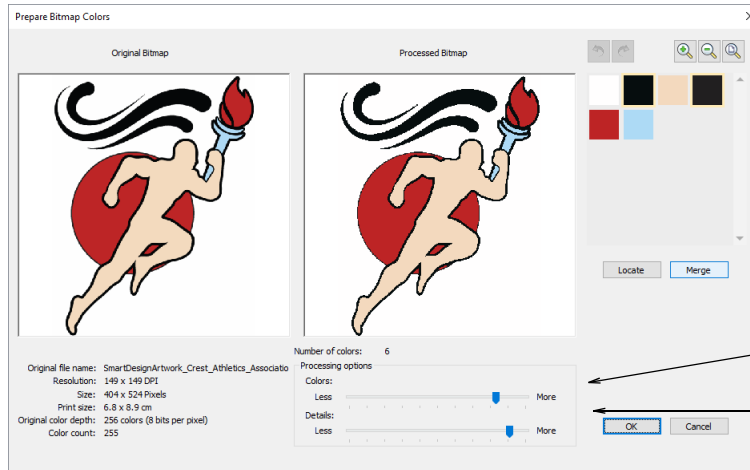 Prepare Bitmap Colors
Original Bitmap
Processed Bitmap
Locate
Merge
Number of colors: 6
Original file name: SmartDesignArtwork_Crest_Athletics_Associatio
Resolution: 149 x 149 DPI
Size: 404 x 524 Pixels
Print size: 6.8 x 8.9 cm
Original color depth: 256 colors (8 bits per pixel)
Color count: 255
Processing options
Colors:
Less
More
Details:
Less
More
OK
Cancel